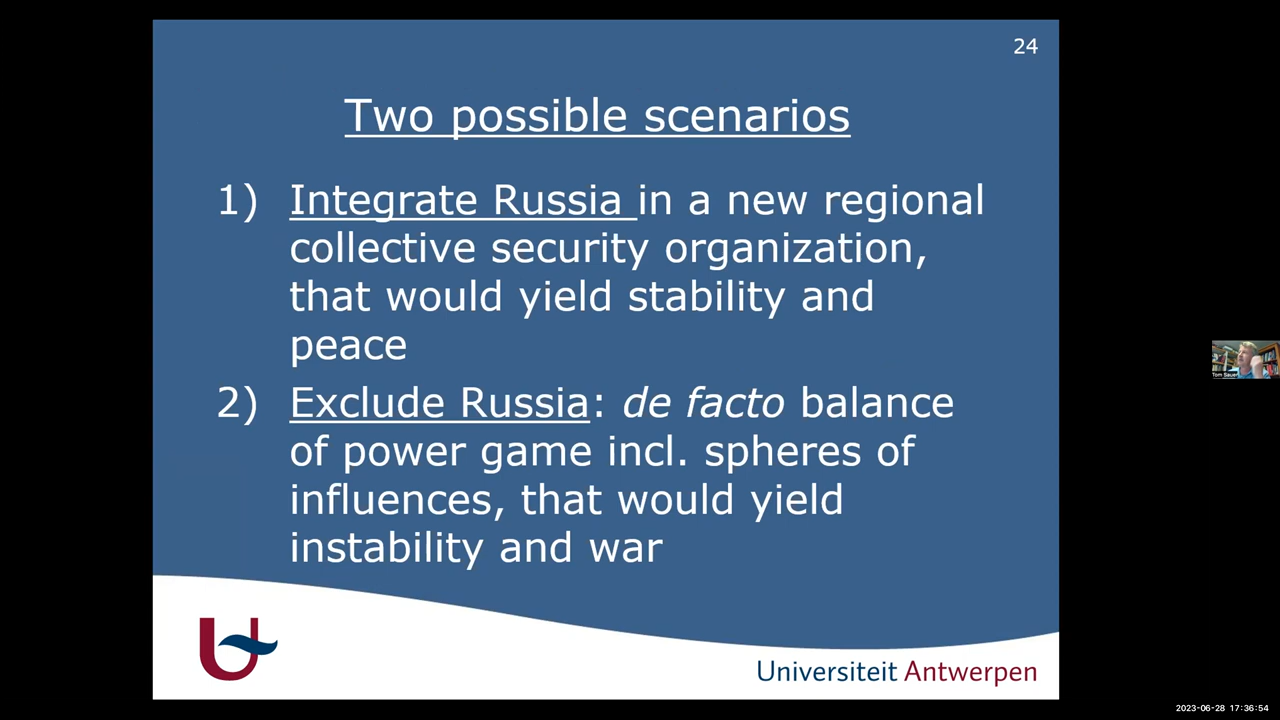 24
Two possible scenarios
1) Integrate Russia in a new regional
collective security organization,
that would yield stability and
peace
2) Exclude Russia: de facto balance
of power game incl. spheres of
influences, that would yield
instability and war
Universiteit Antwerpen
Tom Sauer
2023-06-28 17:36:54